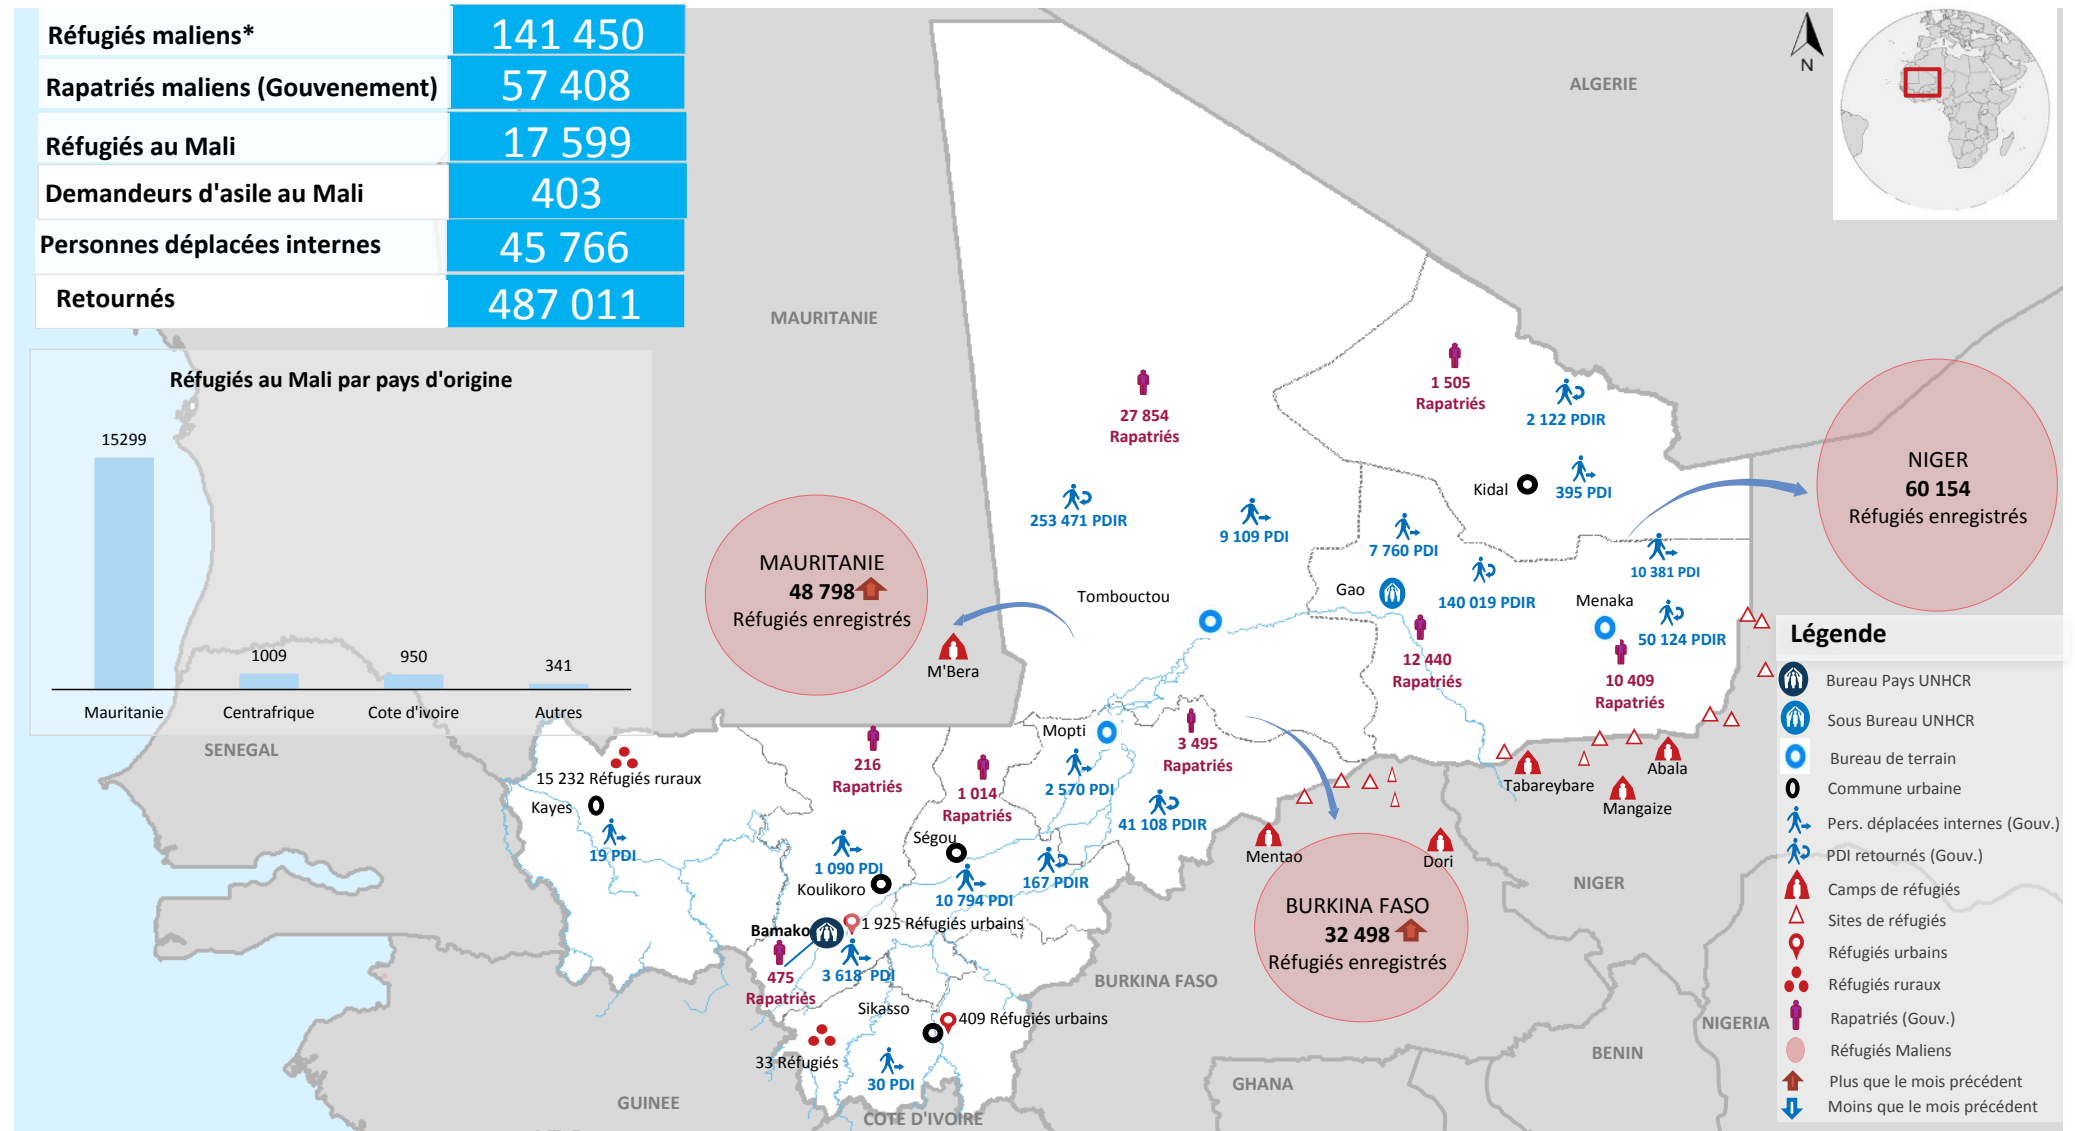 Réfugiés maliens* 141 450
Rapatriés maliens (Gouvenement) 57 408
Réfugiés au Mali 17 599
Demandeurs d'asile au Mali 403
Personnes déplacées internes 45 766
Retournés 487 011
Réfugiés au Mali par pays d'origine
15299
1009
950
341
Mauritanie
Centrafrique
Cote d'ivoire
Autres
N
ALGERIE
MAURITANIE
SENEGAL
GUINEE
COTE D'IVOIRE
GHANA
BENIN
NIGERIA
NIGER
BURKINA FASO
1 505
Rapatriés
2 122 PDIR
Kidal
395 PDI
27 854
Rapatriés
253 471 PDIR
9 109 PDI
Tombouctou
7 760 PDI
Gao
140 019 PDIR
12 440
Rapatriés
10 381 PDI
Menaka
50 124 PDIR
10 409
Rapatriés
NIGER
60 154
Réfugiés enregistrés
MAURITANIE
48 798
Réfugiés enregistrés
M'Bera
Mopti
3 495
Rapatriés
2 570 PDI
41 108 PDIR
216
Rapatriés
1 014
Rapatriés
15 232 Réfugiés ruraux
Kayes
19 PDI
1 090 PDI
Koulikoro
Ségou
10 794 PDI
167 PDIR
Bamako
1 925 Réfugiés urbains
475
Rapatriés
3 618 PDI
Sikasso
409 Réfugiés urbains
33 Réfugiés
30 PDI
Tabareybare
Mangaize
Abala
Mentao
Dori
BURKINA FASO
32 498
Réfugiés enregistrés
Légende
Bureau Pays UNHCR
Sous Bureau UNHCR
Bureau de terrain
Commune urbaine
Pers. déplacées internes (Gouv.)
PDI retournés (Gouv.)
Camps de réfugiés
Sites de réfugiés
Réfugiés urbains
Réfugiés ruraux
Rapatriés (Gouv.)
Réfugiés Maliens
Plus que le mois précédent
Moins que le mois précédent